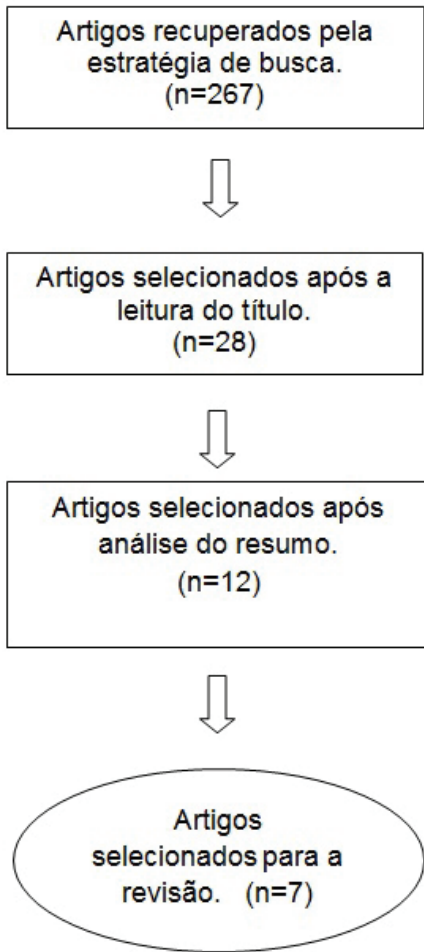 Artigos recuperados pela
estratégia de busca.
(n=267)
Artigos selecionados após a
leitura do título.
(n=28)
Artigos selecionados após
análise do resumo.
(n=12)
Artigos
selecionados para a
revisão. (n=7)